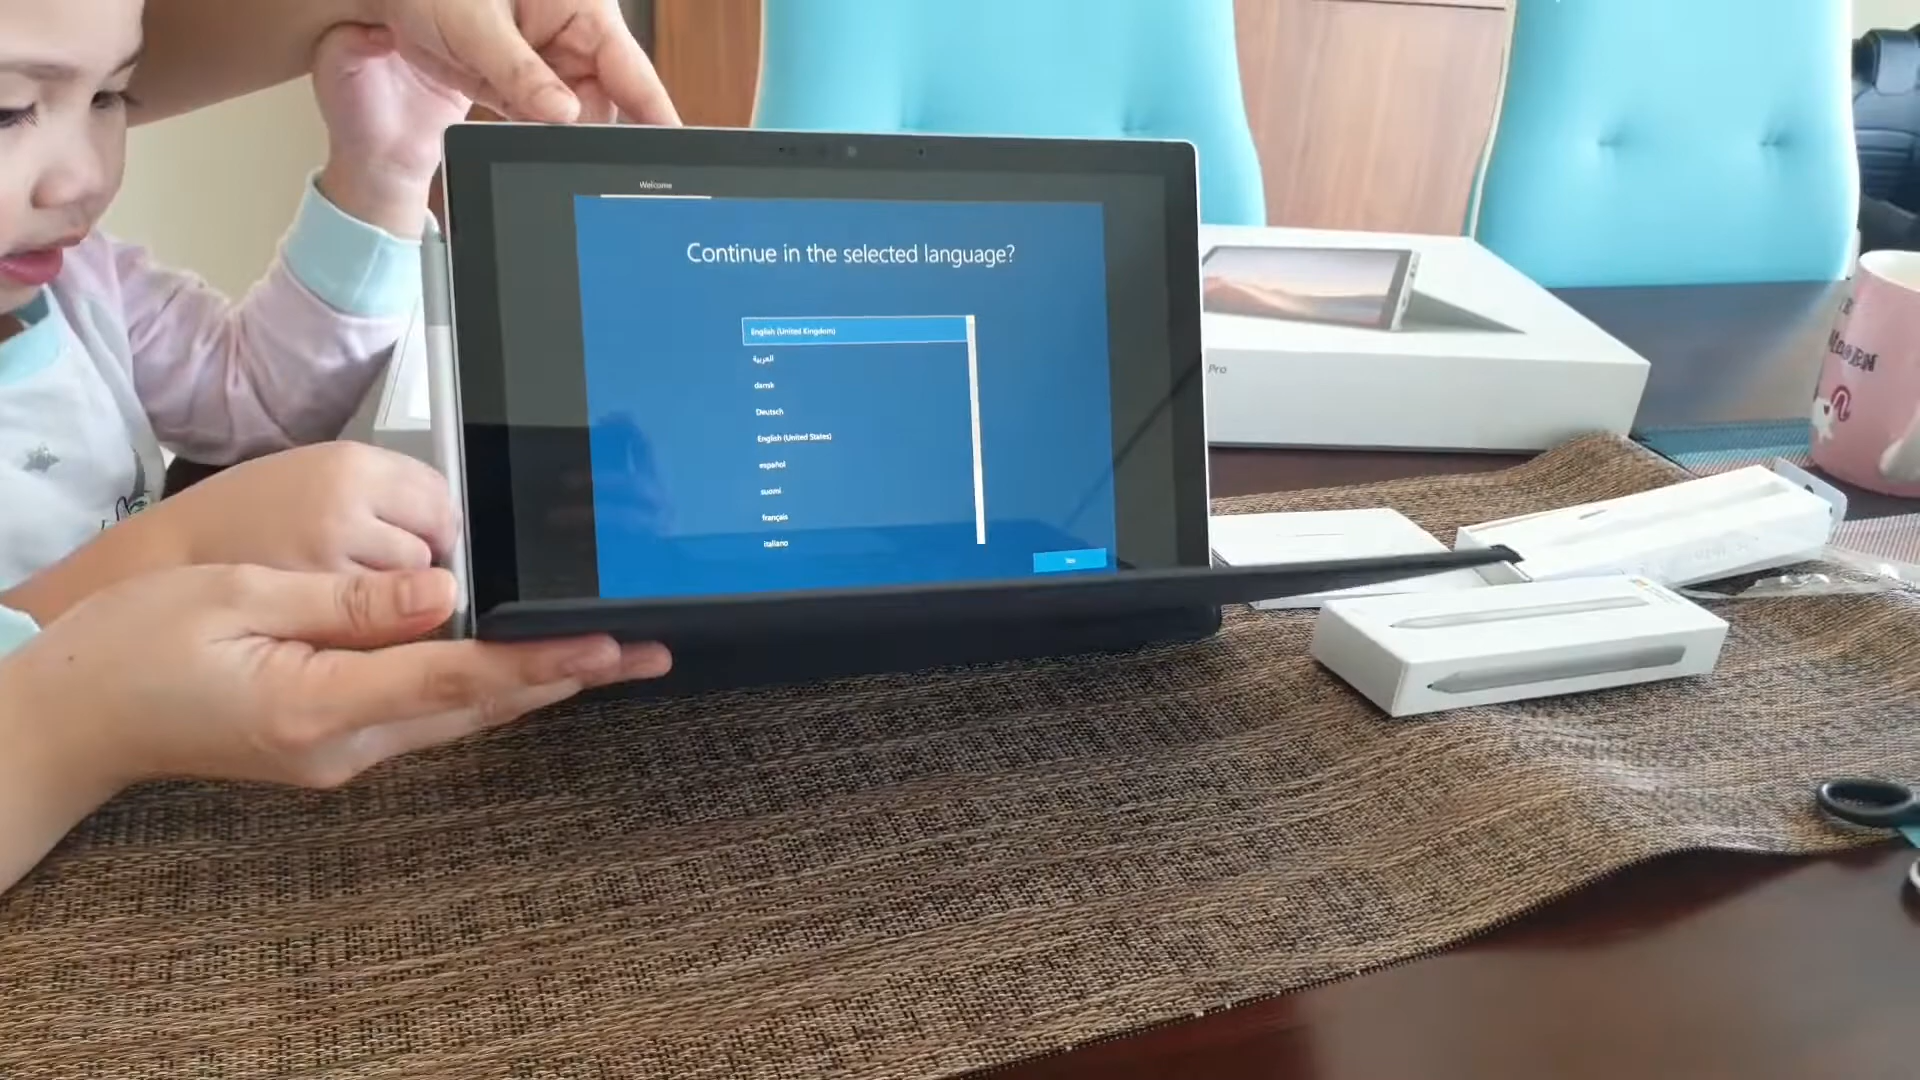 Welcome
Continue in the selected language?
English (United Kingdom)
العربية
dansk
Deutsch
English (United States)
español
suomi
français
italiano
Yes
Pro